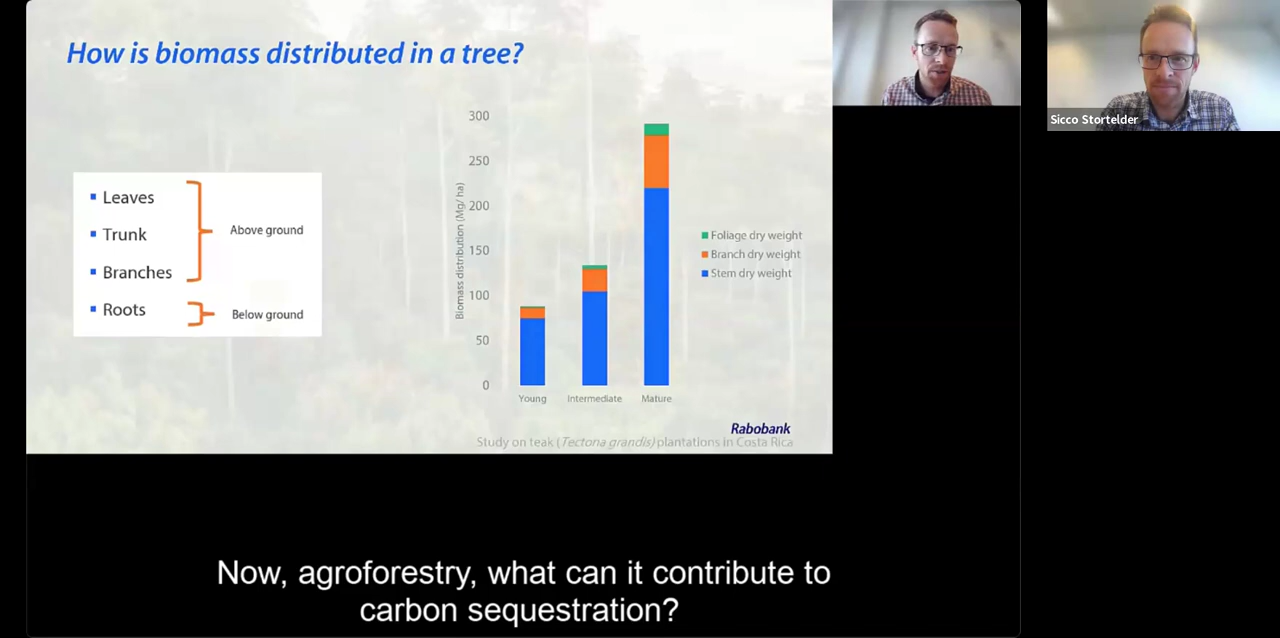 How is biomass distributed in a tree?
Leaves
Trunk
Branches
Roots
Above ground
Below ground
Biomass distribution (Mg/ ha)
300
250
200
150
100
50
0
Young Intermediate Mature
Foliage dry weight
Branch dry weight
Stem dry weight
Rabobank
Study on teak (Tectona grandis) plantations in Costa Rica
Sicco Stortelder
Now, agroforestry, what can it contribute to
carbon sequestration?